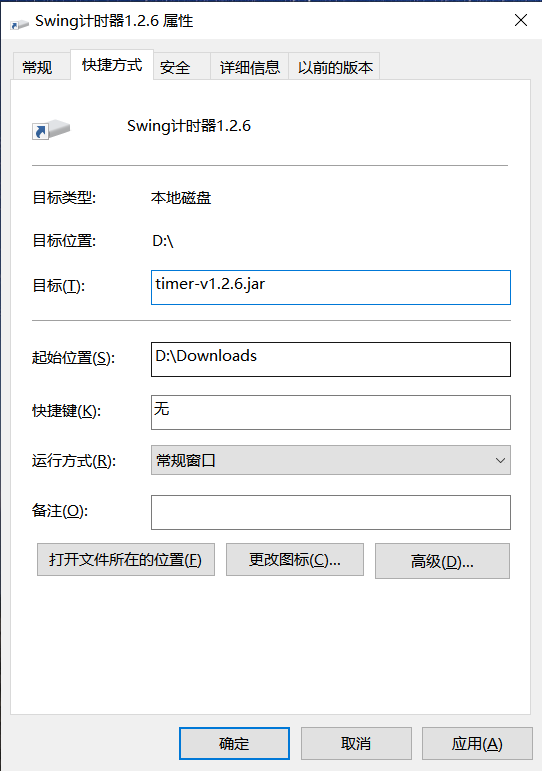 Swing计时器1.2.6 属性
常规 快捷方式 安全 详细信息 以前的版本
Swing计时器1.2.6
目标类型: 本地磁盘
目标位置: D:\
目标(T): timer-v1.2.6.jar
起始位置(S): D:\Downloads
快捷键(K): 无
运行方式(R): 常规窗口
备注(O):
打开文件所在的位置(F) 更改图标(C)... 高级(D)...
确定 取消 应用(A)